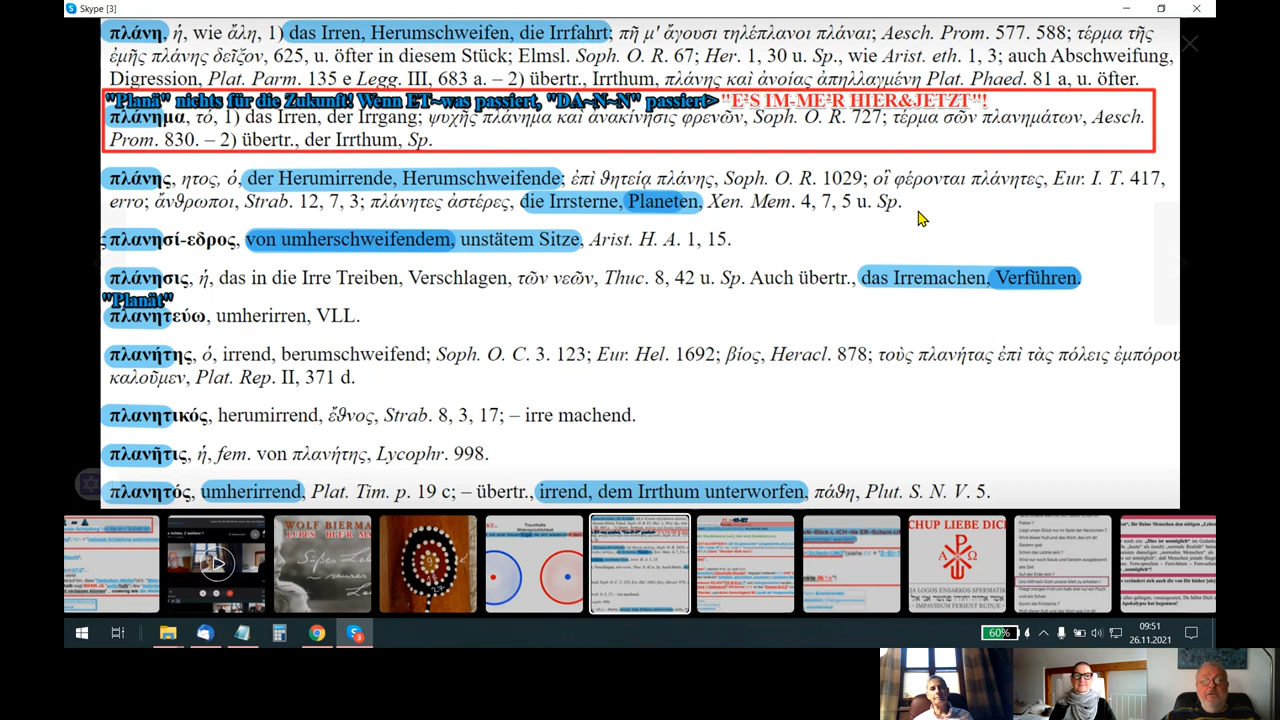 Skype [3]
πλάνη, ἡ, wie ἄλη, 1) das Irren, Herumschweifen, die Irrfahrt; πῆ μ' ἄγουσι τηλέπλανοι πλάναι; Aesch. Prom. 577. 588; τέρμα τῆς
ἐμῆς πλάνης δεῖξον, 625, u. öfter in diesem Stück; Elmsl. Soph. O. R. 67; Her. 1, 30 u. Sp., wie Arist. eth. 1, 3; auch Abschweifung,
Digression, Plat. Parm. 135 e Legg. III, 683 a. – 2) übertr., Irrthum, πλάνης καὶ ἀνοίας ἀπηλλαγμένη Plat. Phaed. 81 a, u. öfter.
"Planä" nichts für die Zukunft! Wenn ET~was passiert, "DA~N~N" passiert> "E²S IM-ME²R HIER&JETZT"!
πλάνημα, τό, 1) das Irren, der Irrgang; ψυχῆς πλάνημα καὶ ἀνακίνησις φρενῶν, Soph. O. R. 727; τέρμα σῶν πλανημάτων, Aesch.
Prom. 830. – 2) übertr., der Irrthum, Sp.
πλάνης, ητος, ὁ, der Herumirrende, Herumschweifende; ἐπὶ θητείᾳ πλάνης, Soph. O. R. 1029; οἳ φέρονται πλάνητες, Eur. I. T. 417,
erro; ἄνθρωποι, Strab. 12, 7, 3; πλάνητες ἀστέρες, die Irrsterne, Planeten, Xen. Mem. 4, 7, 5 u. Sp.
πλανησί-εδρος, von umherschweifendem, unstätem Sitze, Arist. H. A. 1, 15.
πλάνησις, ἡ, das in die Irre Treiben, Verschlagen, τῶν νεῶν, Thuc. 8, 42 u. Sp. Auch übertr., das Irremachen, Verführen.
"Planät"
πλανητεύω, umherirren, VLL.
πλανήτης, ὁ, irrend, berumschweifend; Soph. O. C. 3. 123; Eur. Hel. 1692; βίος, Heracl. 878; τοὺς πλανήτας ἐπὶ τὰς πόλεις ἐμπόρου
καλοῦμεν, Plat. Rep. II, 371 d.
πλανητικός, herumirrend, ἔθνος, Strab. 8, 3, 17; – irre machend.
πλανῆτις, ἡ, fem. von πλανήτης, Lycophr. 998.
πλανητός, umherirrend, Plat. Tim. p. 19 c; – übertr., irrend, dem Irrthum unterworfen, πάθη, Plut. S. N. V. 5.
WOLF BIERMA
CHUP LIEBE DICH
60%
09:51
26.11.2021